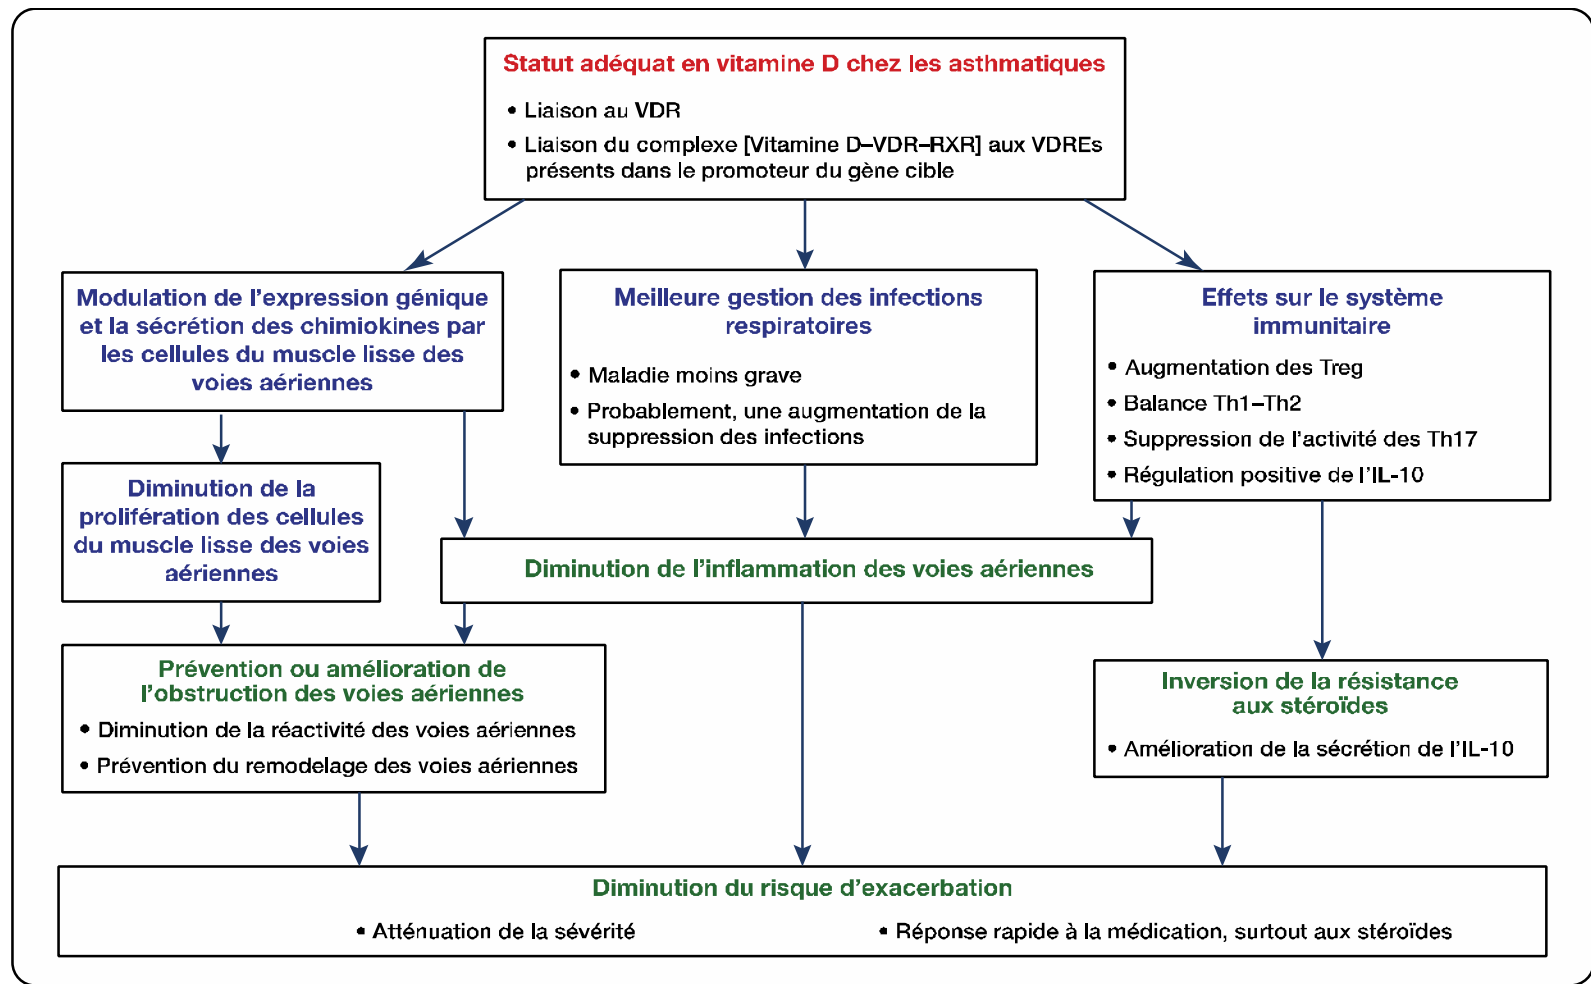 Statut adéquat en vitamine D chez les asthmatiques
• Liaison au VDR
• Liaison du complexe [Vitamine D–VDR–RXR] aux VDREs
présents dans le promoteur du gène cible
Modulation de l’expression génique
et la sécrétion des chimiokines par
les cellules du muscle lisse des
voies aériennes
Meilleure gestion des infections
respiratoires
• Maladie moins grave
• Probablement, une augmentation de la
suppression des infections
Effets sur le système
immunitaire
• Augmentation des Treg
• Balance Th1–Th2
• Suppression de l’activité des Th17
• Régulation positive de l’IL-10
Diminution de la
prolifération des cellules
du muscle lisse des voies
aériennes
Diminution de l’inflammation des voies aériennes
Prévention ou amélioration de
l’obstruction des voies aériennes
• Diminution de la réactivité des voies aériennes
• Prévention du remodelage des voies aériennes
Inversion de la résistance
aux stéroïdes
• Amélioration de la sécrétion de l’IL-10
Diminution du risque d’exacerbation
• Atténuation de la sévérité
• Réponse rapide à la médication, surtout aux stéroïdes